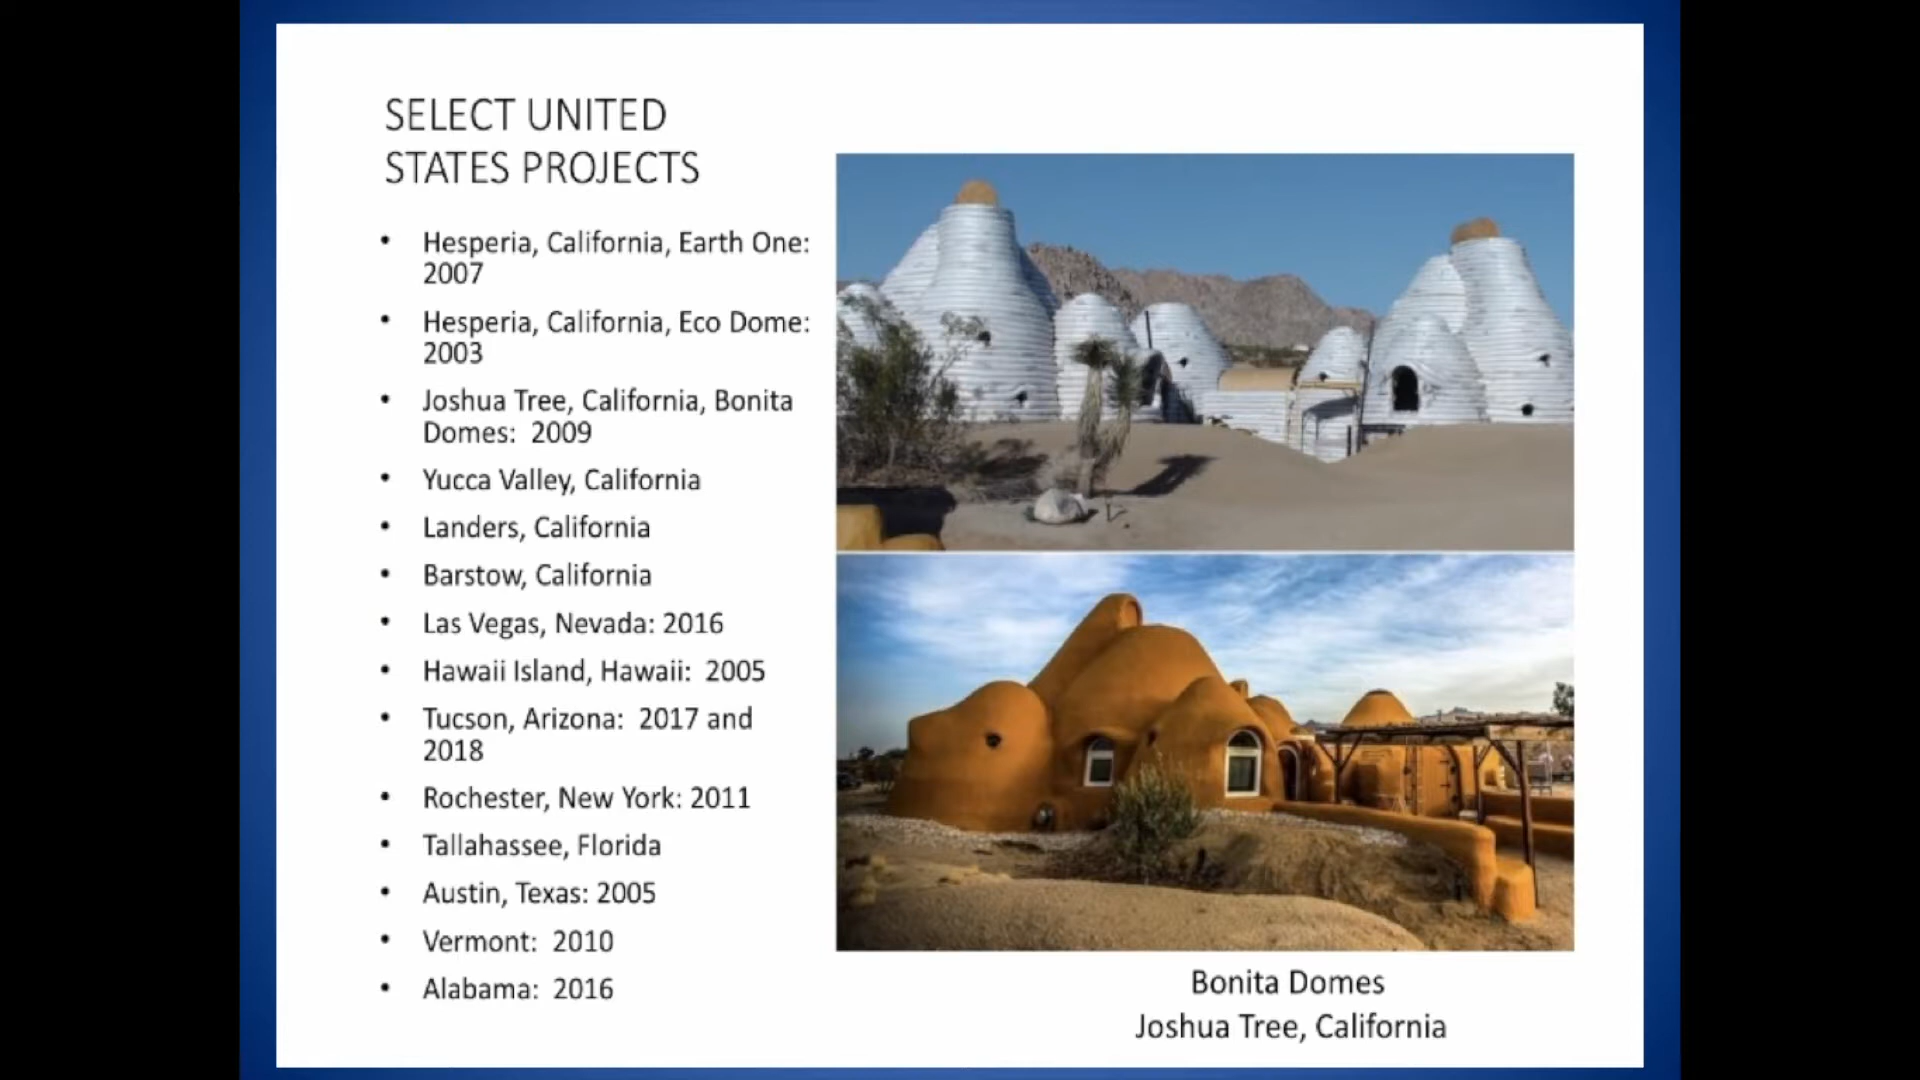 SELECT UNITED
STATES PROJECTS
• Hesperia, California, Earth One:
2007
• Hesperia, California, Eco Dome:
2003
• Joshua Tree, California, Bonita
Domes:  2009
• Yucca Valley, California
• Landers, California
• Barstow, California
• Las Vegas, Nevada: 2016
• Hawaii Island, Hawaii:  2005
• Tucson, Arizona:  2017 and
2018
• Rochester, New York: 2011
• Tallahassee, Florida
• Austin, Texas: 2005
• Vermont:  2010
• Alabama:  2016
Bonita Domes
Joshua Tree, California